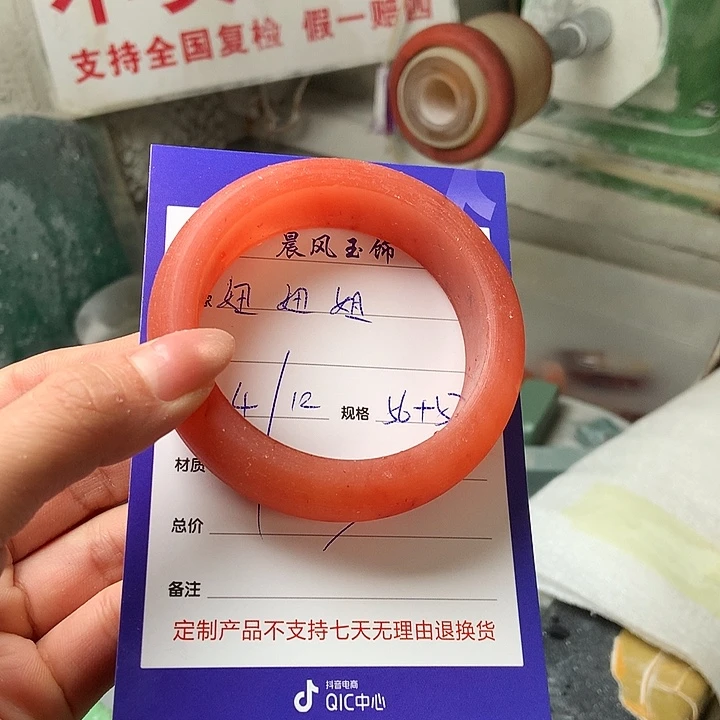 支持全国复检 假一赔四
晨风玉饰
妞 妞 姐
4/12 规格 56+5
材质
总价
备注
定制产品不支持七天无理由退换货
抖音电商
QIC中心